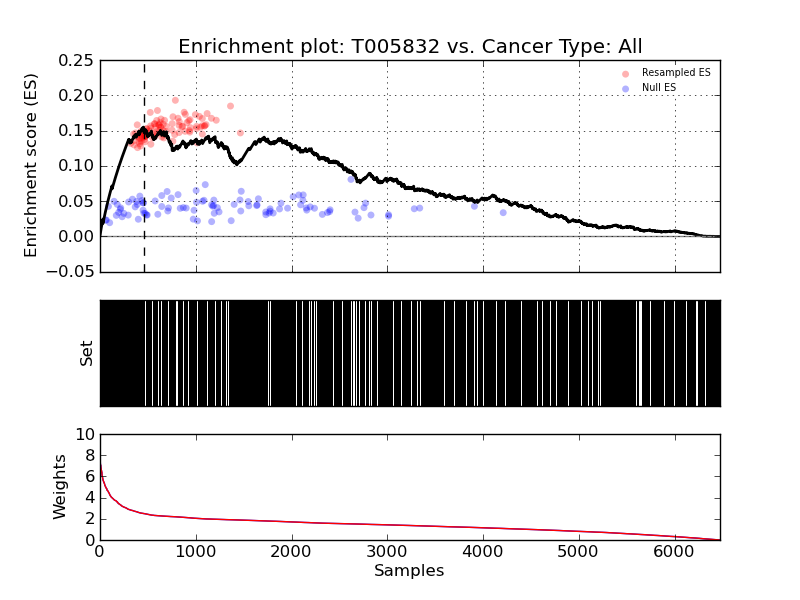 Enrichment plot: T005832 vs. Cancer Type: All
Enrichment score (ES)
0.25
0.20
0.15
0.10
0.05
0.00
−0.05
Resampled ES
Null ES
Set
Weights
10
8
6
4
2
0
0 1000 2000 3000 4000 5000 6000
Samples